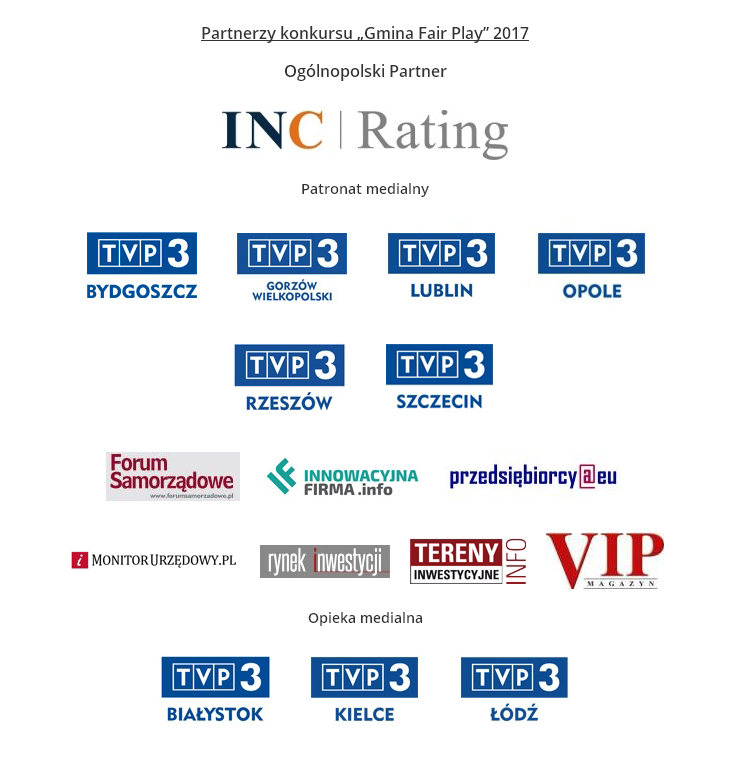 Partnerzy konkursu „Gmina Fair Play” 2017
Ogólnopolski Partner
INC | Rating
Patronat medialny
TVP 3 TVP 3 TVP 3 TVP 3
BYDGOSZCZ GORZÓW WIELKOPOLSKI LUBLIN OPOLE
TVP 3 TVP 3
RZESZÓW SZCZECIN
Forum
Samorządowe
www.forumsamorzadowe.pl
INNOWACYJNA
FIRMA.info
przedsiębiorcy@eu
i MONITORURZĘDOWY.PL
rynek inwestycji
TERENY
INWESTYCYJNE
INFO
VIP
MAGAZYN
Opieka medialna
TVP 3 TVP 3 TVP 3
BIAŁYSTOK KIELCE ŁÓDŹ